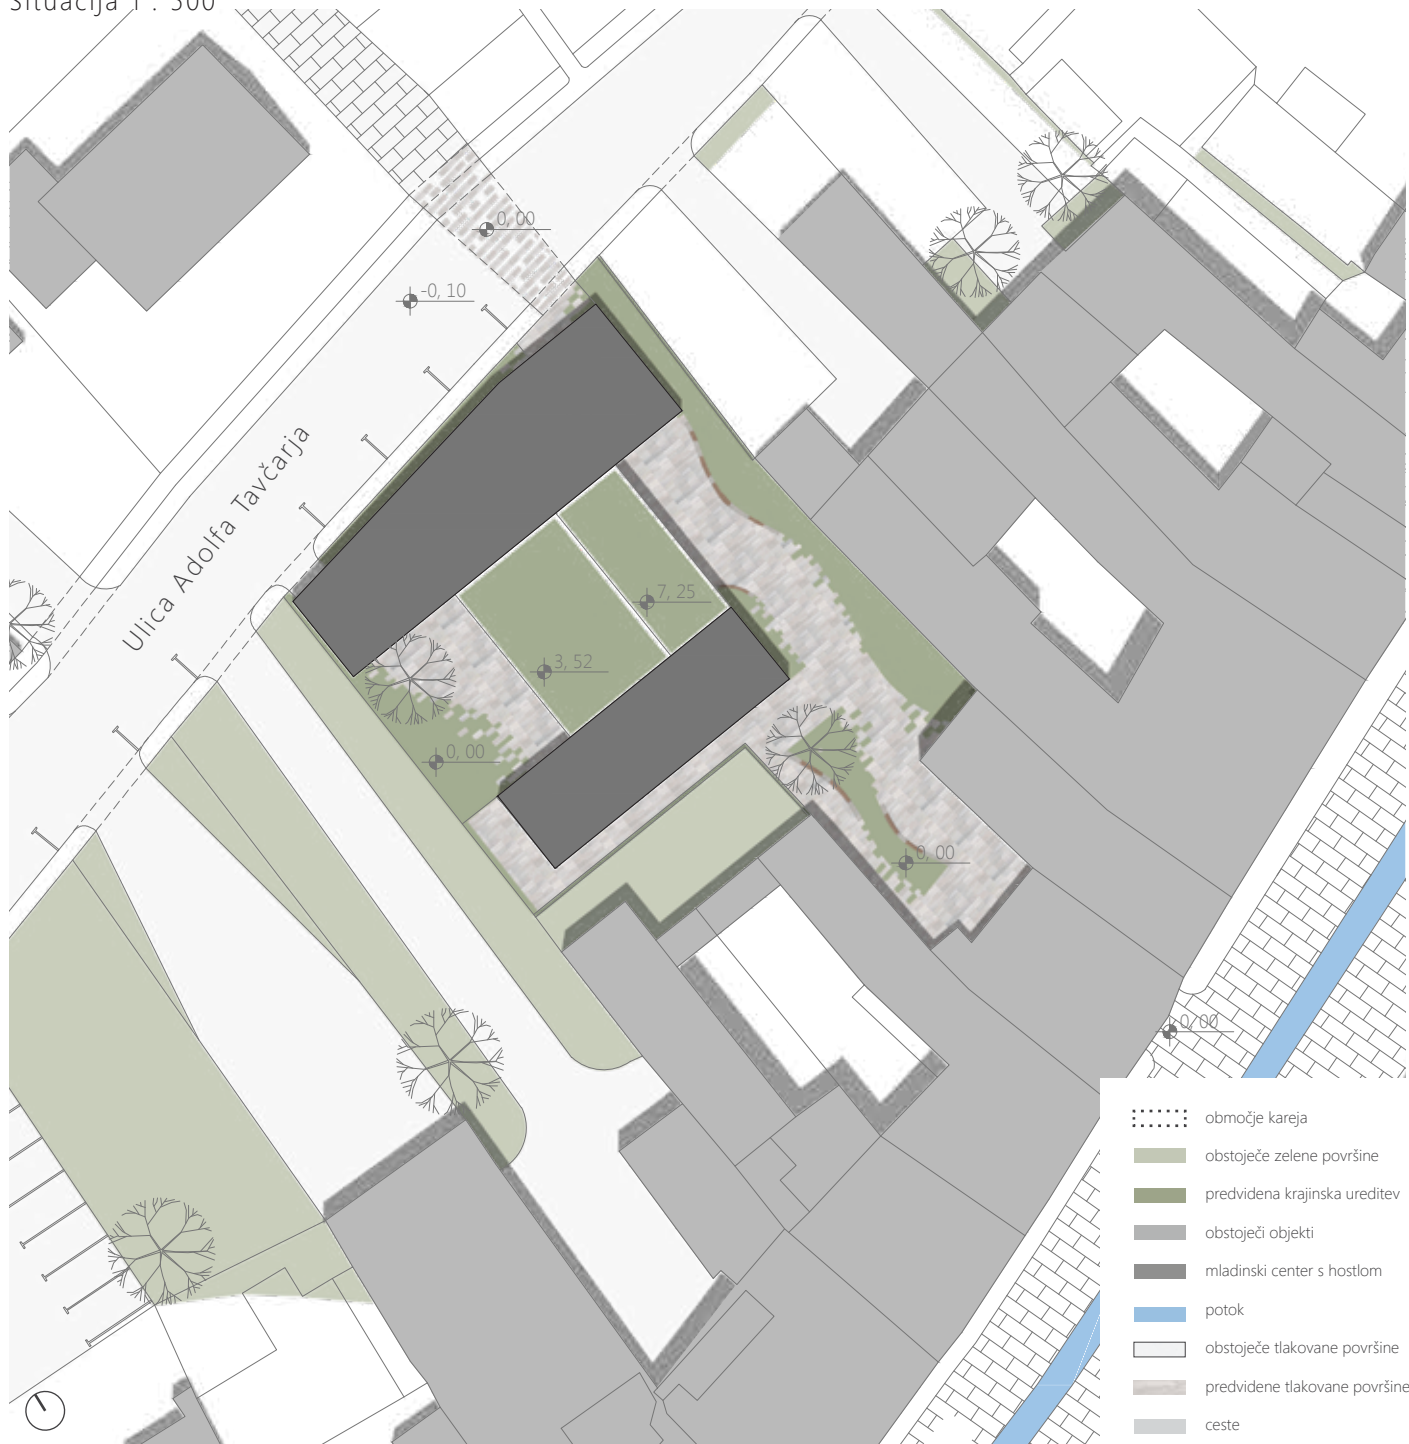 Situacija 1 : 500
0, 00
-0, 10
Ulica Adolfa Tavčarja
7, 25
3, 52
0, 00
0, 00
0, 00
območje kareja
obstoječe zelene površine
predvidena krajinska ureditev
obstoječi objekti
mladinski center s hostlom
potok
obstoječe tlakovane površine
predvidene tlakovane površine
ceste